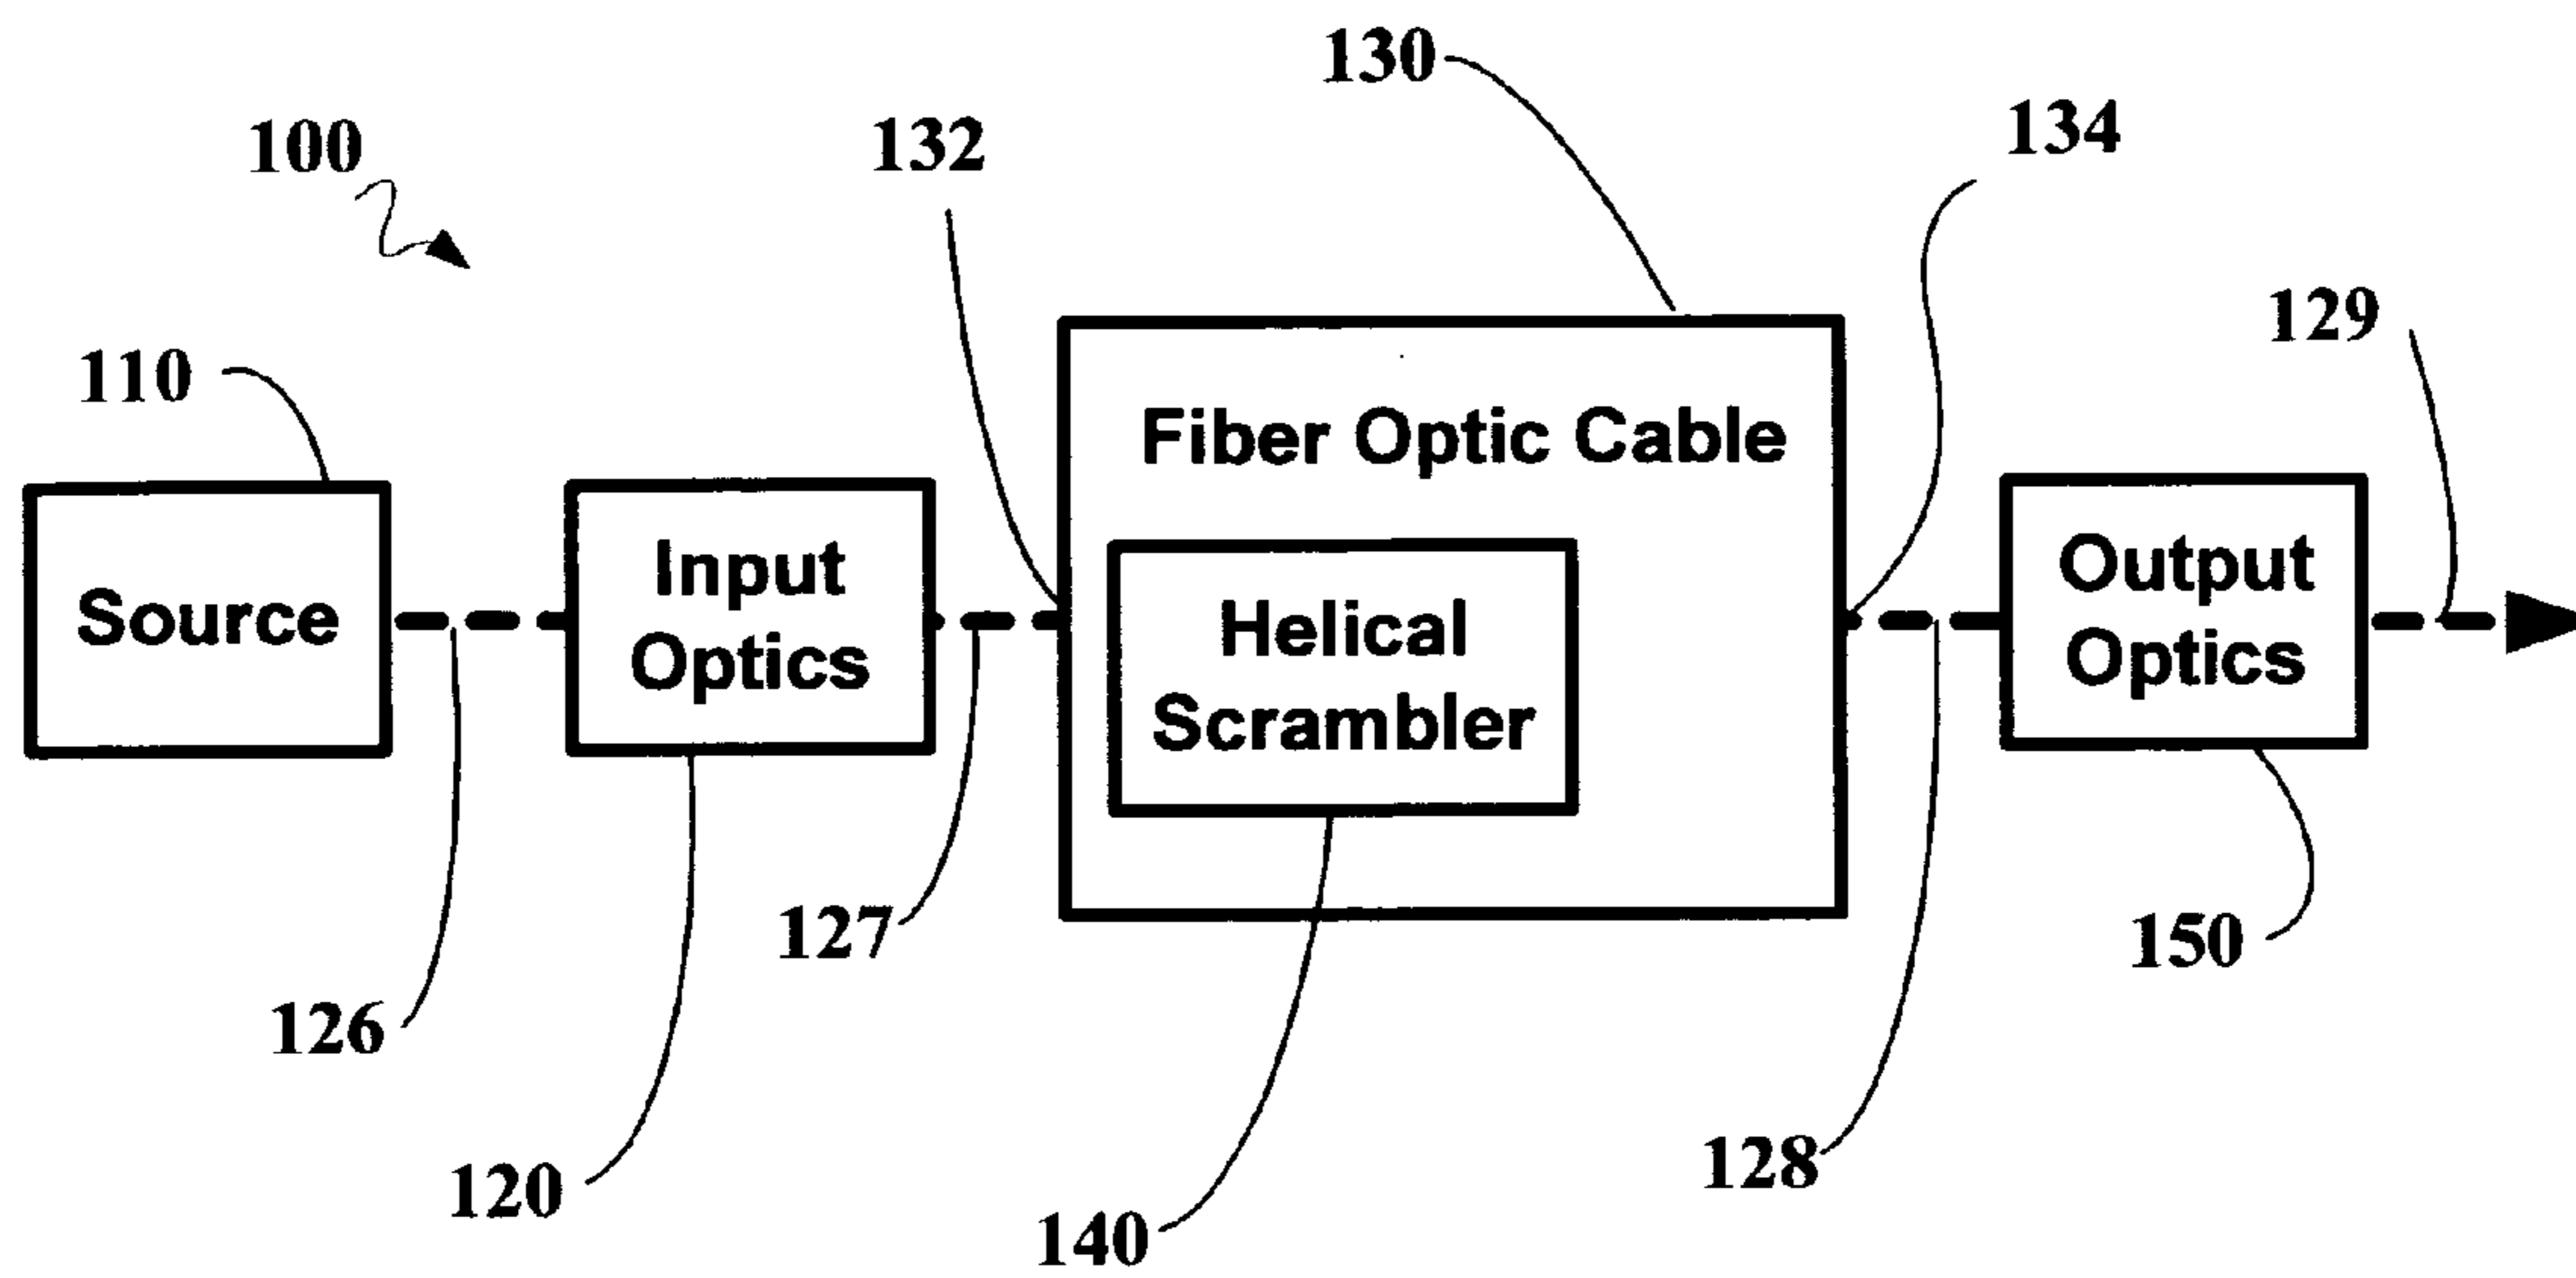 130
132
134
100
129
110
Fiber Optic Cable
Source
Input
Optics
Helical
Scrambler
Output
Optics
127
150
126
128
120
140